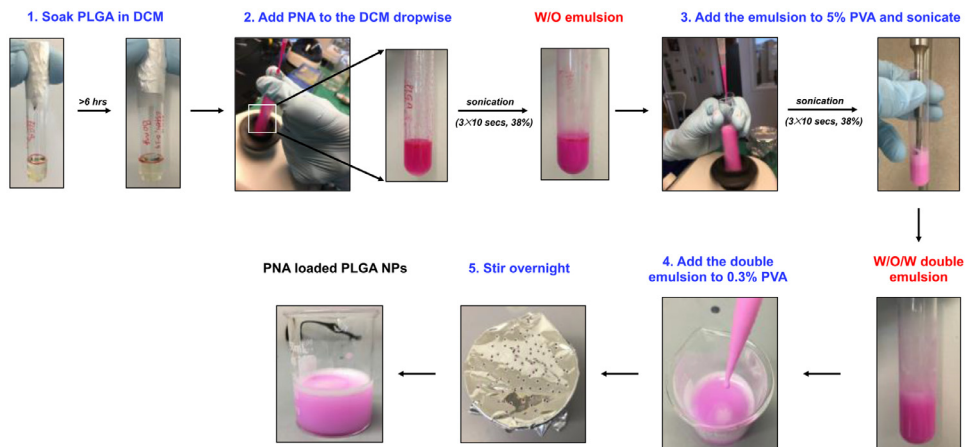 1. Soak PLGA in DCM
2. Add PNA to the DCM dropwise
W/O emulsion
3. Add the emulsion to 5% PVA and sonicate
>6 hrs
sonication
(3×10 secs, 38%)
sonication
(3×10 secs, 38%)
PNA loaded PLGA NPs
5. Stir overnight
4. Add the double
emulsion to 0.3% PVA
W/O/W double
emulsion